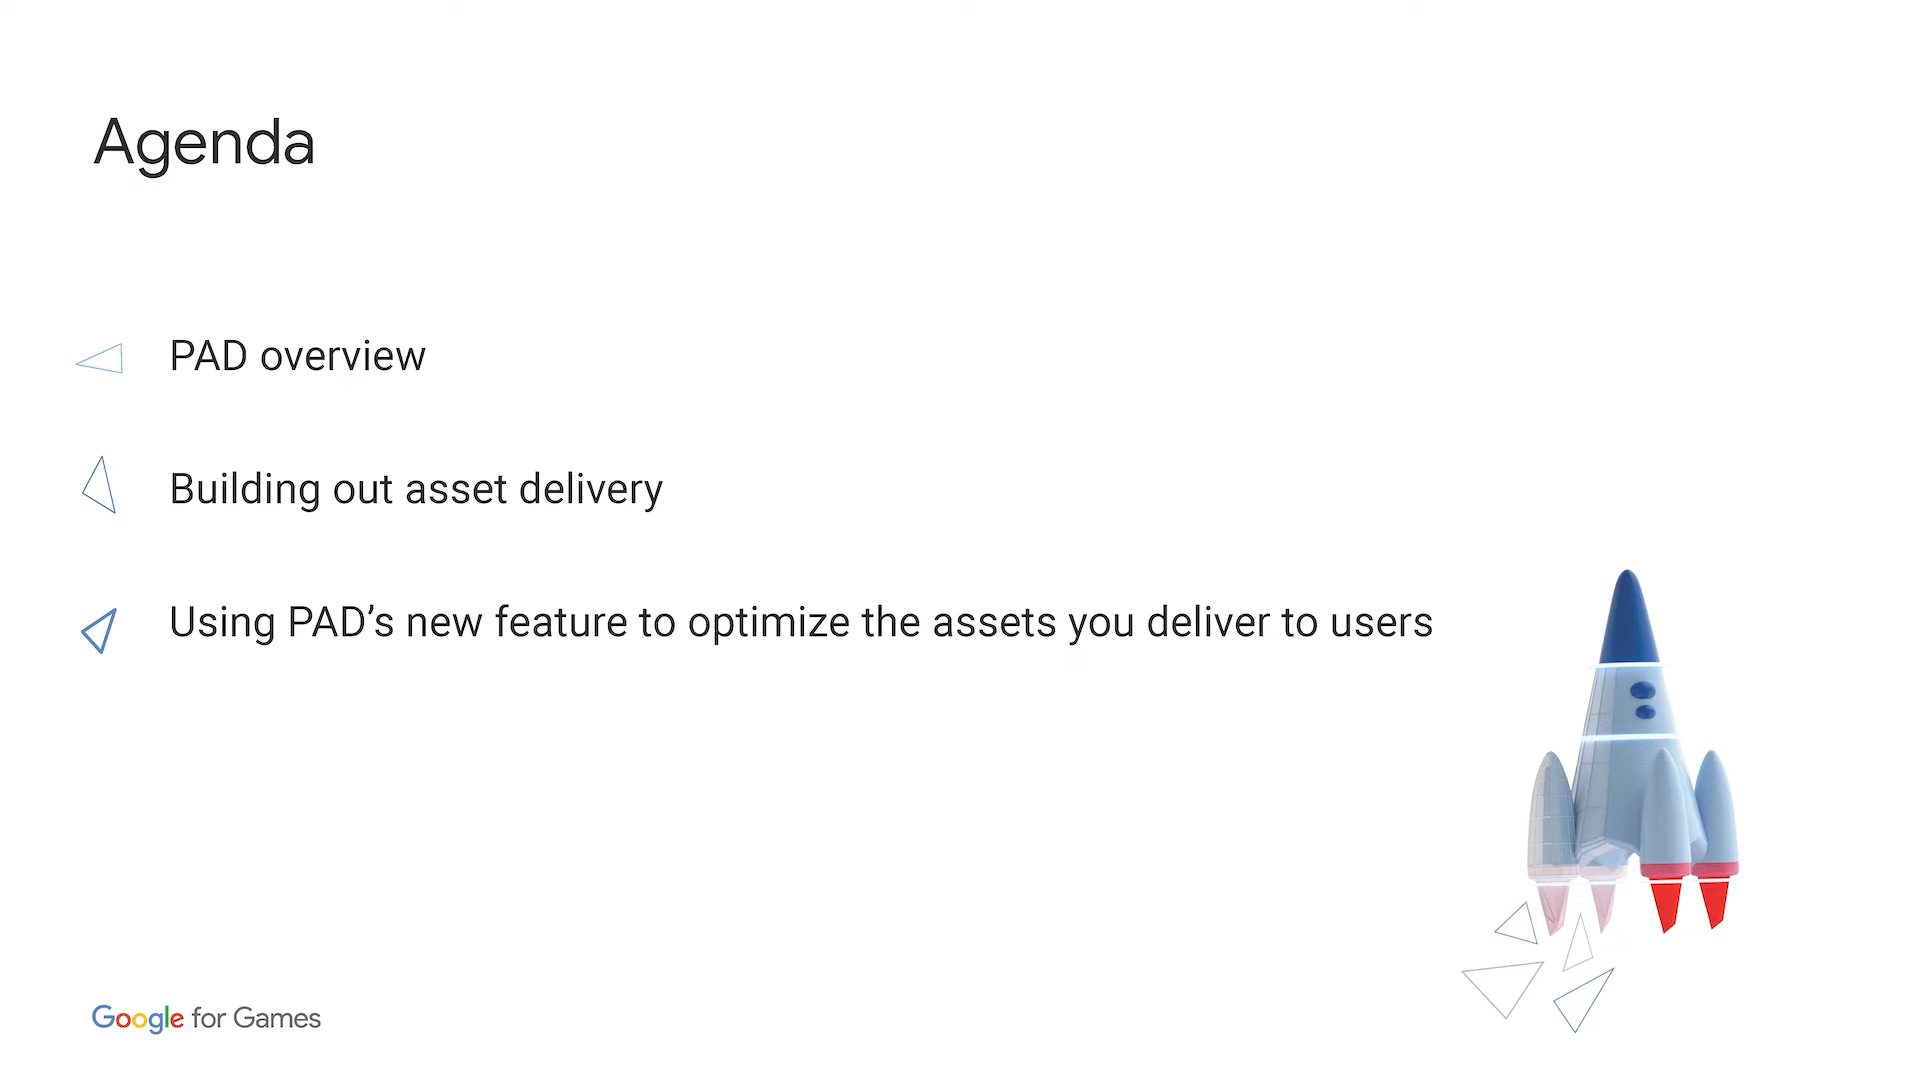 Agenda
PAD overview
Building out asset delivery
Using PAD’s new feature to optimize the assets you deliver to users
Google for Games